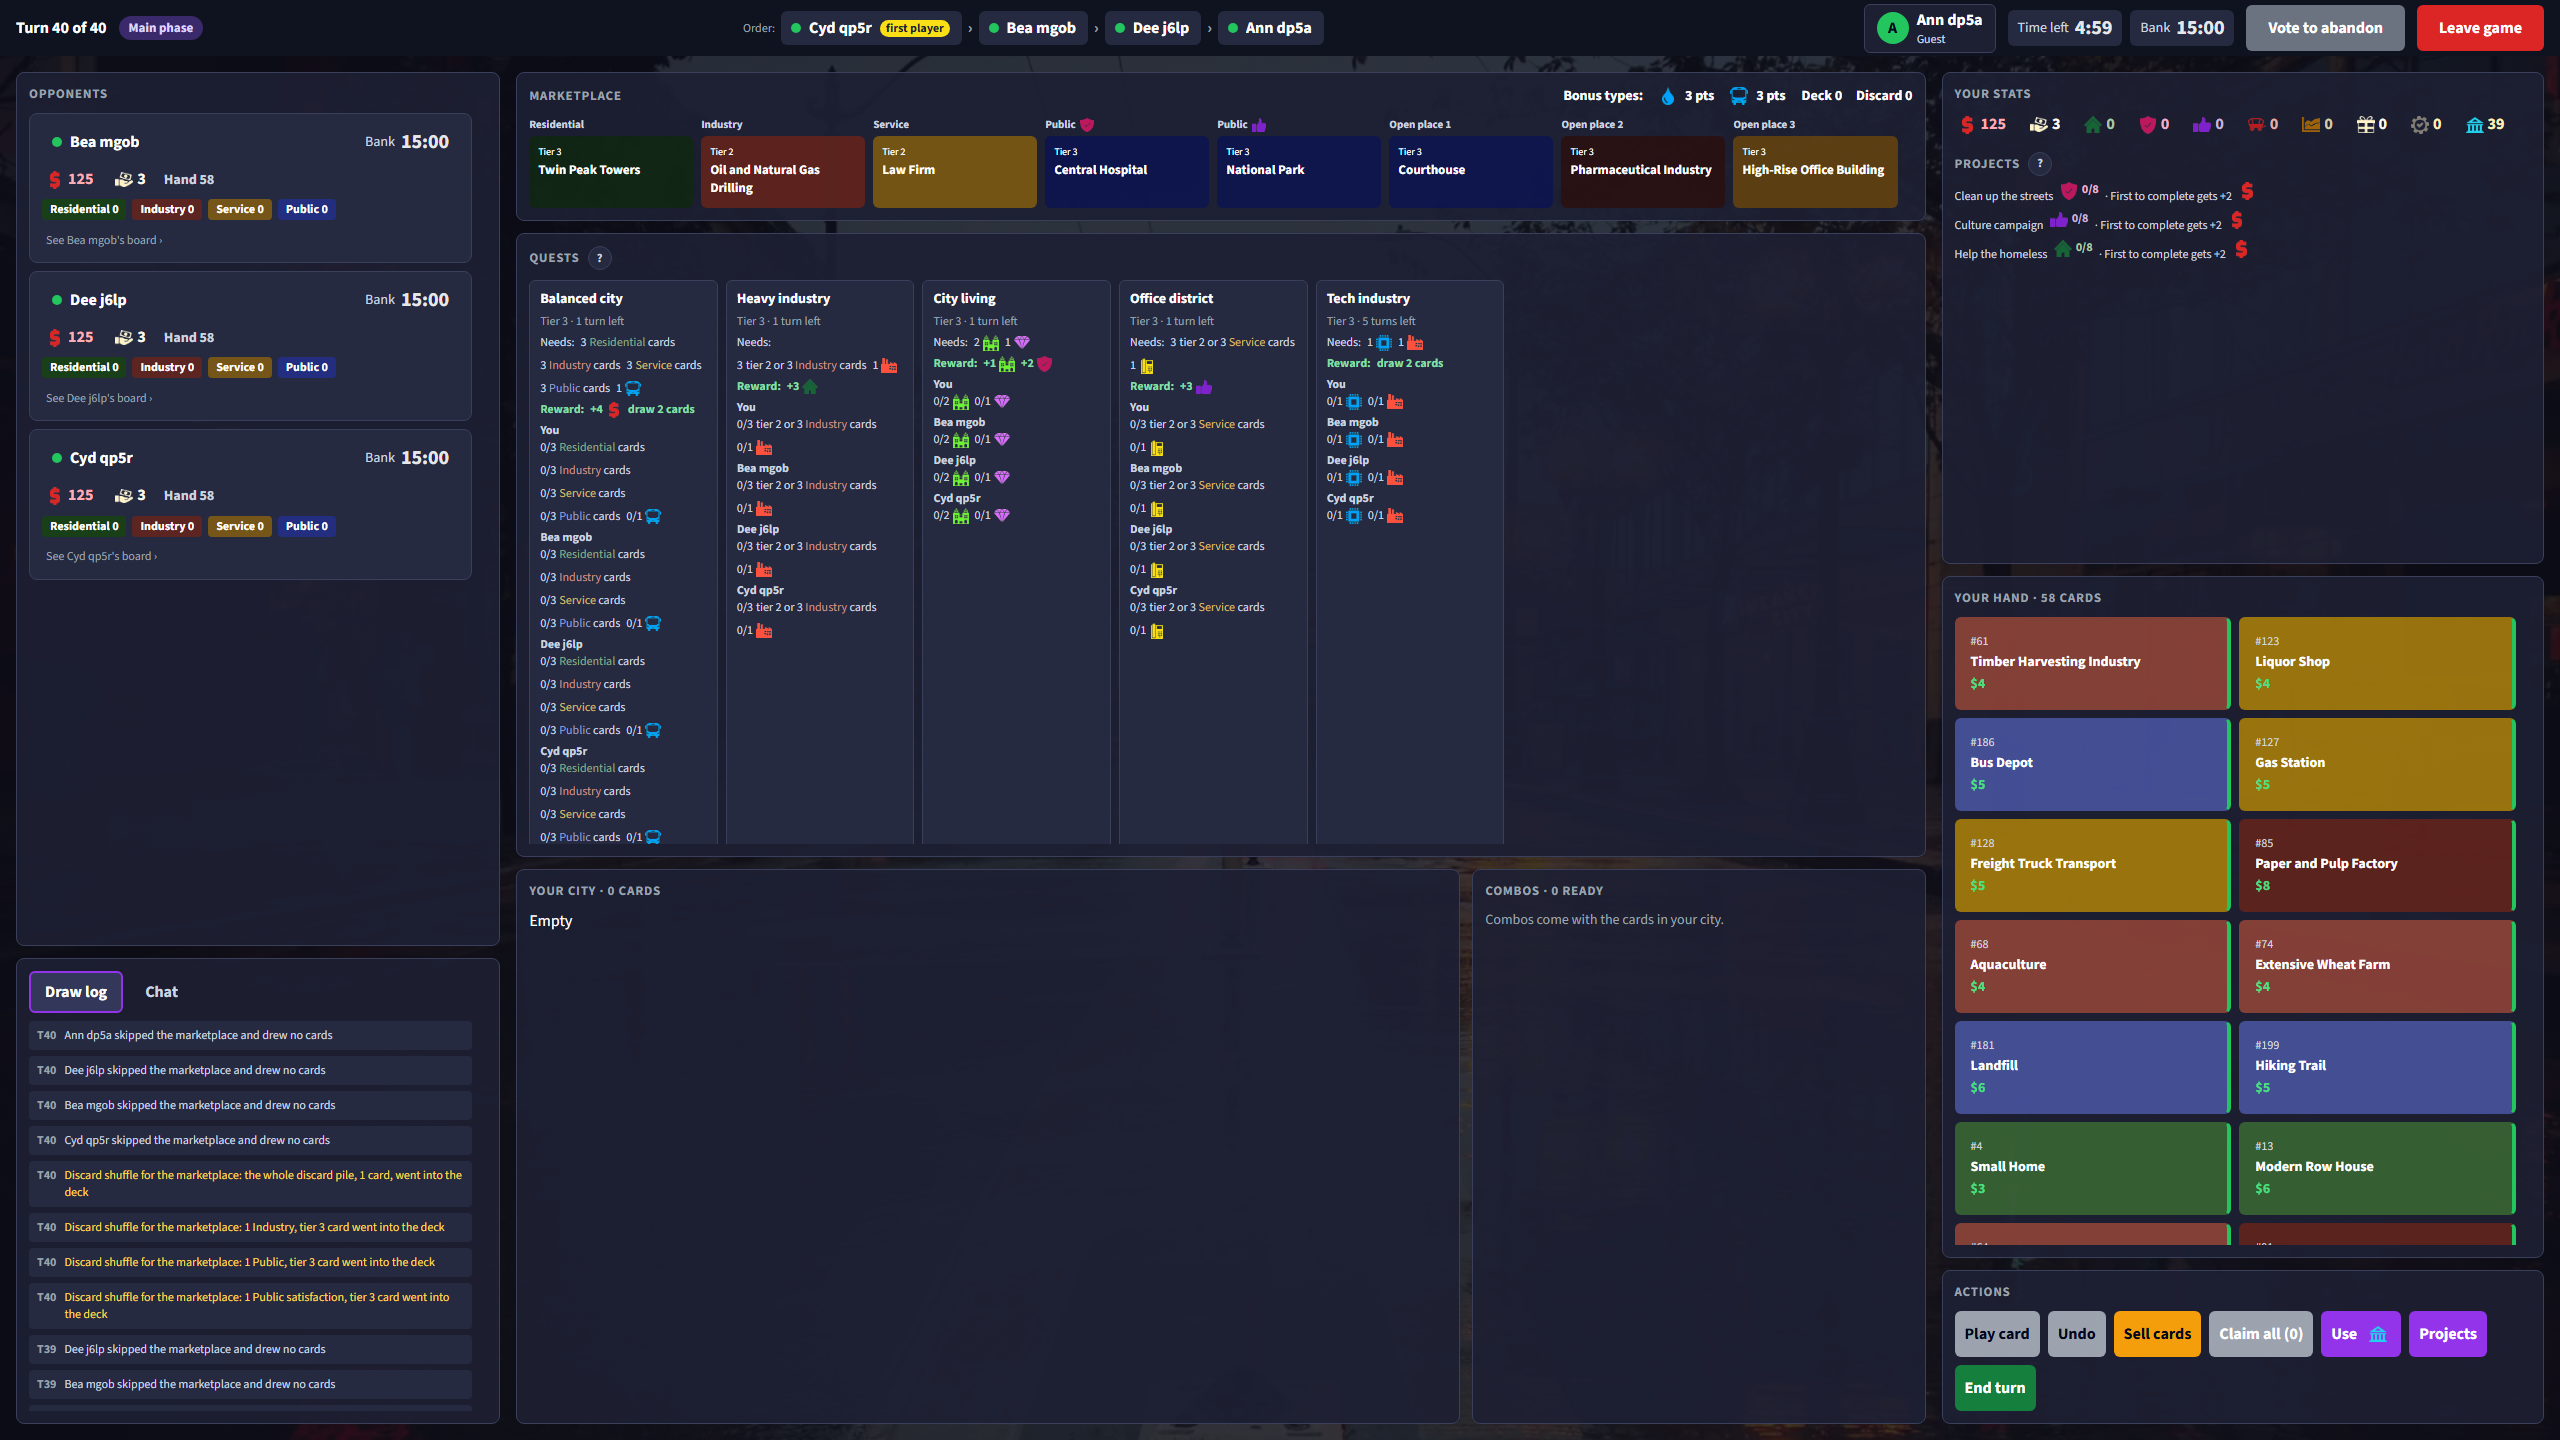 Turn 40 of 40
Main phase
Order:
Cyd qp5r
first player
›
Bea mgob
›
Dee j6lp
›
Ann dp5a
A
Ann dp5a
Guest
Time left 4:59
Bank 15:00
Vote to abandon
Leave game
OPPONENTS
Bea mgob
Bank 15:00
125
3
Hand 58
Residential 0
Industry 0
Service 0
Public 0
See Bea mgob's board ›
Dee j6lp
Bank 15:00
125
3
Hand 58
Residential 0
Industry 0
Service 0
Public 0
See Dee j6lp's board ›
Cyd qp5r
Bank 15:00
125
3
Hand 58
Residential 0
Industry 0
Service 0
Public 0
See Cyd qp5r's board ›
Draw log
Chat
T40 Ann dp5a skipped the marketplace and drew no cards
T40 Dee j6lp skipped the marketplace and drew no cards
T40 Bea mgob skipped the marketplace and drew no cards
T40 Cyd qp5r skipped the marketplace and drew no cards
T40 Discard shuffle for the marketplace: the whole discard pile, 1 card, went into the
deck
T40 Discard shuffle for the marketplace: 1 Industry, tier 3 card went into the deck
T40 Discard shuffle for the marketplace: 1 Public, tier 3 card went into the deck
T40 Discard shuffle for the marketplace: 1 Public satisfaction, tier 3 card went into
the deck
T39 Dee j6lp skipped the marketplace and drew no cards
T39 Bea mgob skipped the marketplace and drew no cards
MARKETPLACE
Bonus types:
3 pts
3 pts
Deck 0
Discard 0
Residential
Tier 3
Twin Peak Towers
Industry
Tier 2
Oil and Natural Gas
Drilling
Service
Tier 2
Law Firm
Public
Tier 3
Central Hospital
Public
Tier 3
National Park
Open place 1
Tier 3
Courthouse
Open place 2
Tier 3
Pharmaceutical Industry
Open place 3
Tier 3
High-Rise Office Building
QUESTS
?
Balanced city
Tier 3 · 1 turn left
Needs: 3 Residential cards
3 Industry cards 3 Service cards
3 Public cards 1
Reward: +4 draw 2 cards
You
0/3 Residential cards
0/3 Industry cards
0/3 Service cards
0/3 Public cards 0/1
Bea mgob
0/3 Residential cards
0/3 Industry cards
0/3 Service cards
0/3 Public cards 0/1
Dee j6lp
0/3 Residential cards
0/3 Industry cards
0/3 Service cards
0/3 Public cards 0/1
Cyd qp5r
0/3 Residential cards
0/3 Industry cards
0/3 Service cards
0/3 Public cards 0/1
Heavy industry
Tier 3 · 1 turn left
Needs:
3 tier 2 or 3 Industry cards 1
Reward: +3
You
0/3 tier 2 or 3 Industry cards
0/1
Bea mgob
0/3 tier 2 or 3 Industry cards
0/1
Dee j6lp
0/3 tier 2 or 3 Industry cards
0/1
Cyd qp5r
0/3 tier 2 or 3 Industry cards
0/1
City living
Tier 3 · 1 turn left
Needs: 2 1
Reward: +1 +2
You
0/2 0/1
Bea mgob
0/2 0/1
Dee j6lp
0/2 0/1
Cyd qp5r
0/2 0/1
Office district
Tier 3 · 1 turn left
Needs: 3 tier 2 or 3 Service cards
1
Reward: +3
You
0/3 tier 2 or 3 Service cards
0/1
Bea mgob
0/3 tier 2 or 3 Service cards
0/1
Dee j6lp
0/3 tier 2 or 3 Service cards
0/1
Cyd qp5r
0/3 tier 2 or 3 Service cards
0/1
Tech industry
Tier 3 · 5 turns left
Needs: 1 1
Reward: draw 2 cards
You
0/1 0/1
Bea mgob
0/1 0/1
Dee j6lp
0/1 0/1
Cyd qp5r
0/1 0/1
YOUR CITY · 0 CARDS
Empty
COMBOS · 0 READY
Combos come with the cards in your city.
YOUR STATS
125
3
0
0
0
0
0
0
0
39
PROJECTS
?
Clean up the streets 0/8 · First to complete gets +2
Culture campaign 0/8 · First to complete gets +2
Help the homeless 0/8 · First to complete gets +2
YOUR HAND · 58 CARDS
#61
Timber Harvesting Industry
$4
#123
Liquor Shop
$4
#186
Bus Depot
$5
#127
Gas Station
$5
#128
Freight Truck Transport
$5
#85
Paper and Pulp Factory
$8
#68
Aquaculture
$4
#74
Extensive Wheat Farm
$4
#181
Landfill
$6
#199
Hiking Trail
$5
#4
Small Home
$3
#13
Modern Row House
$6
ACTIONS
Play card
Undo
Sell cards
Claim all (0)
Use
Projects
End turn